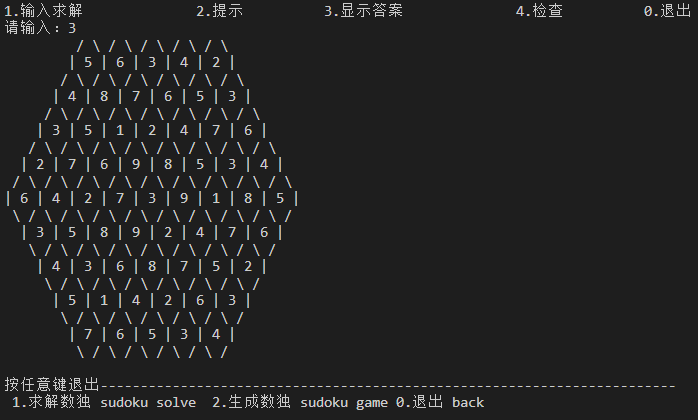 1.输入求解 2.提示 3.显示答案 4.检查 0.退出
请输入：3
/ \ / \ / \ / \ / \
| 5 | 6 | 3 | 4 | 2 |
/ \ / \ / \ / \ / \ / \
| 4 | 8 | 7 | 6 | 5 | 3 |
/ \ / \ / \ / \ / \ / \ / \
| 3 | 5 | 1 | 2 | 4 | 7 | 6 |
/ \ / \ / \ / \ / \ / \ / \ / \
| 2 | 7 | 6 | 9 | 8 | 5 | 3 | 4 |
/ \ / \ / \ / \ / \ / \ / \ / \ / \
| 6 | 4 | 2 | 7 | 3 | 9 | 1 | 8 | 5 |
\ / \ / \ / \ / \ / \ / \ / \ / \ /
| 3 | 5 | 8 | 9 | 2 | 4 | 7 | 6 |
\ / \ / \ / \ / \ / \ / \ / \ /
| 4 | 3 | 6 | 8 | 7 | 5 | 2 |
\ / \ / \ / \ / \ / \ / \ /
| 5 | 1 | 4 | 2 | 6 | 3 |
\ / \ / \ / \ / \ / \ /
| 7 | 6 | 5 | 3 | 4 |
\ / \ / \ / \ / \ /
按任意键退出------------------------------------------------------------------------
1.求解数独 sudoku solve 2.生成数独 sudoku game 0.退出 back